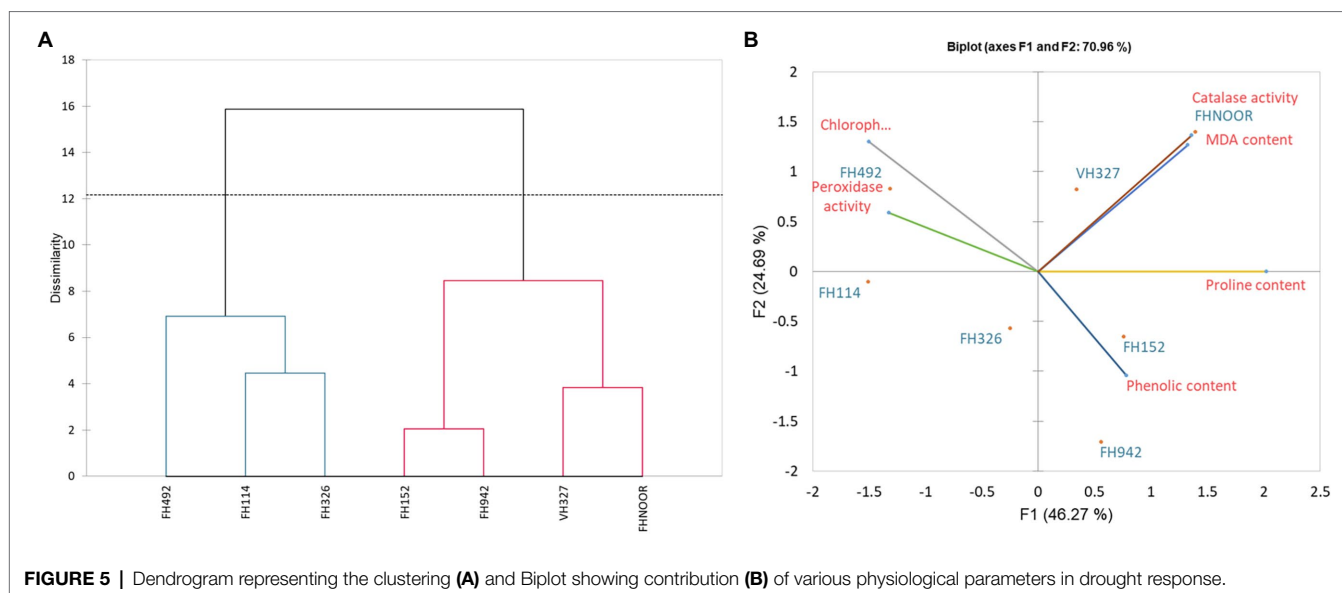 A
18
16
14
12
10
8
6
4
2
0
Dissimilarity
FH492
FH114
FH326
FH152
FH942
VH327
FHNOOR
B
Biplot (axes F1 and F2: 70.96 %)
2
1.5
1
0.5
0
-0.5
-1
-1.5
-2
F2 (24.69 %)
Catalase activity
FHNOOR
MDA content
Chloroph...
VH327
FH492
Peroxidase
activity
Proline content
FH114
FH326
FH152
Phenolic content
FH942
-2
-1.5
-1
-0.5
0
0.5
1
1.5
2
2.5
F1 (46.27 %)
FIGURE 5 | Dendrogram representing the clustering (A) and Biplot showing contribution (B) of various physiological parameters in drought response.